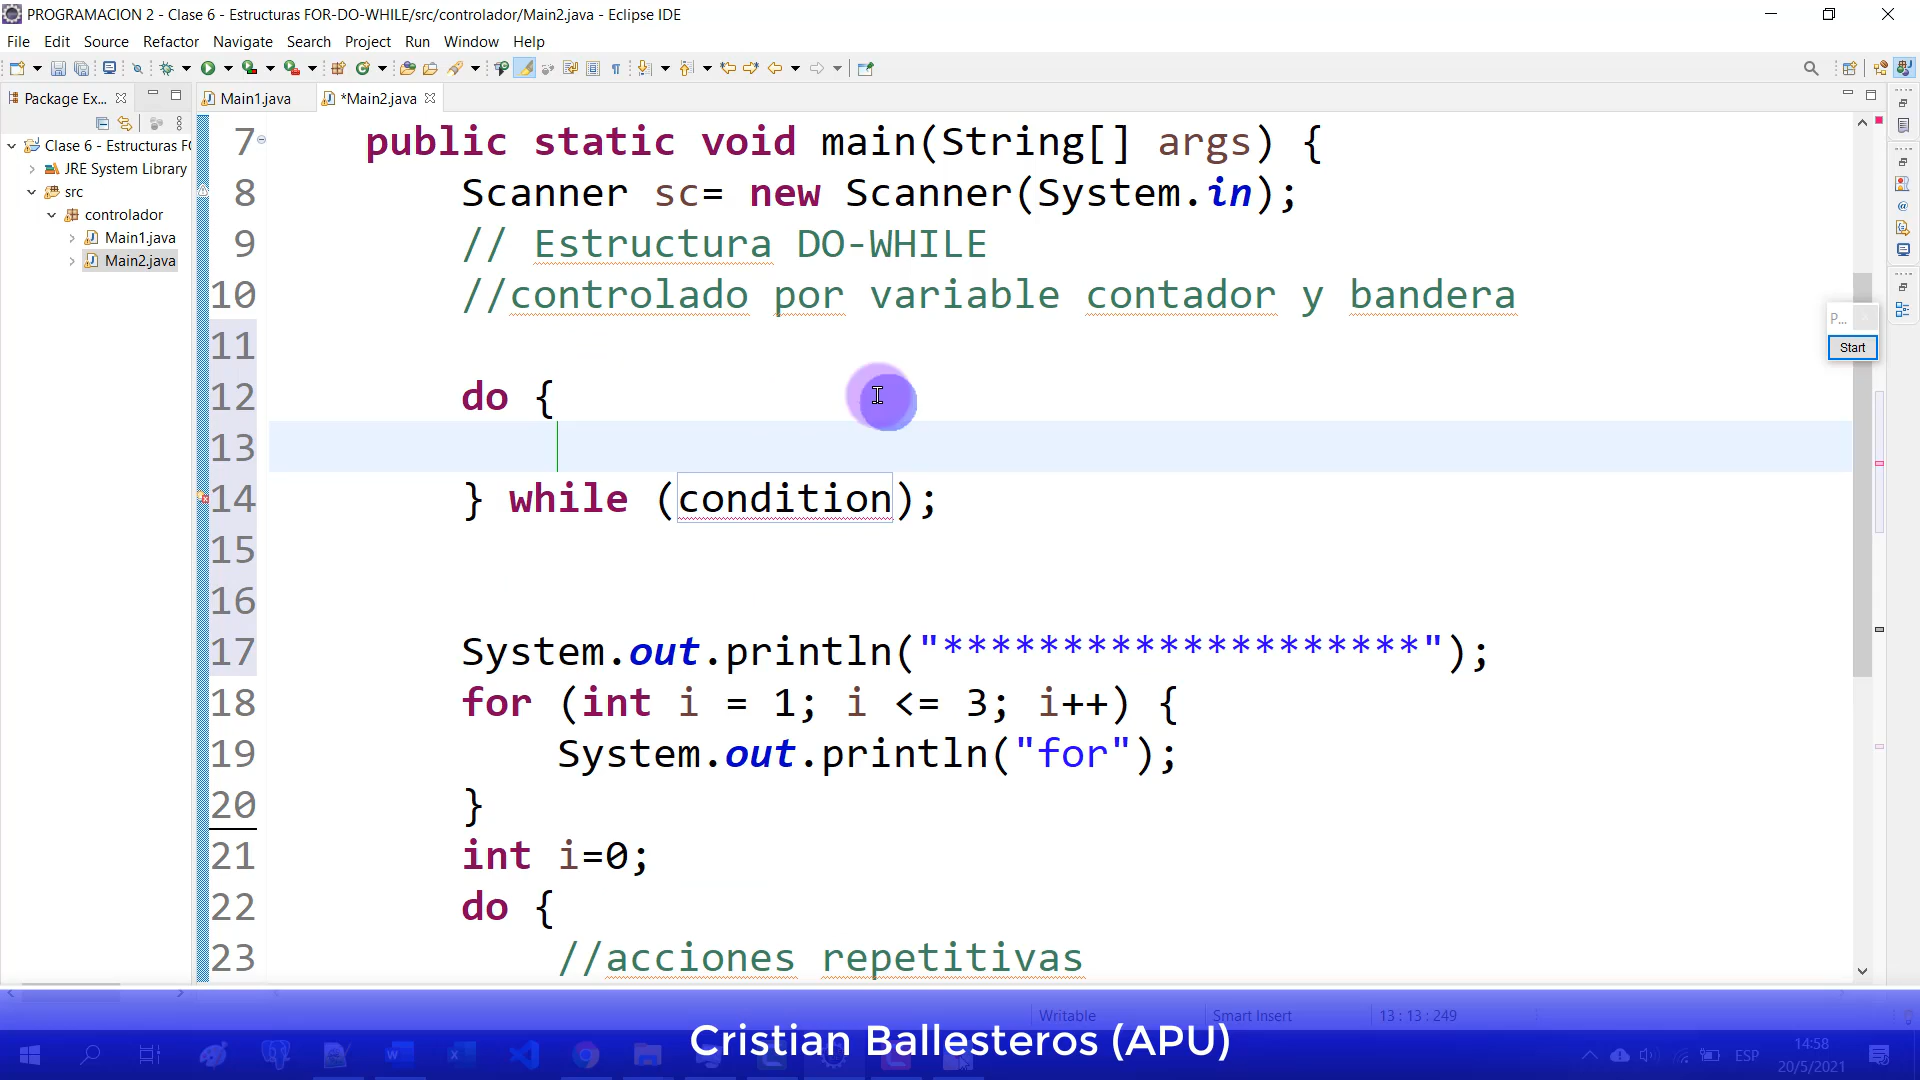 PROGRAMACION 2 - Clase 6 - Estructuras FOR-DO-WHILE/src/controlador/Main2.java - Eclipse IDE
File Edit Source Refactor Navigate Search Project Run Window Help
Package Ex...
Main1.java
*Main2.java
Clase 6 - Estructuras FO
JRE System Library
src
controlador
Main1.java
Main2.java
7 public static void main(String[] args) {
8 Scanner sc= new Scanner(System.in);
9 // Estructura DO-WHILE
10 //controlado por variable contador y bandera
11
12 do {
13
14 } while (condition);
15
16
17 System.out.println("********************");
18 for (int i = 1; i <= 3; i++) {
19 System.out.println("for");
20 }
21 int i=0;
22 do {
23 //acciones repetitivas
P...
Start
Writable Smart Insert 13 : 13 : 249
Cristian Ballesteros (APU)
ESP
14:58
20/5/2021